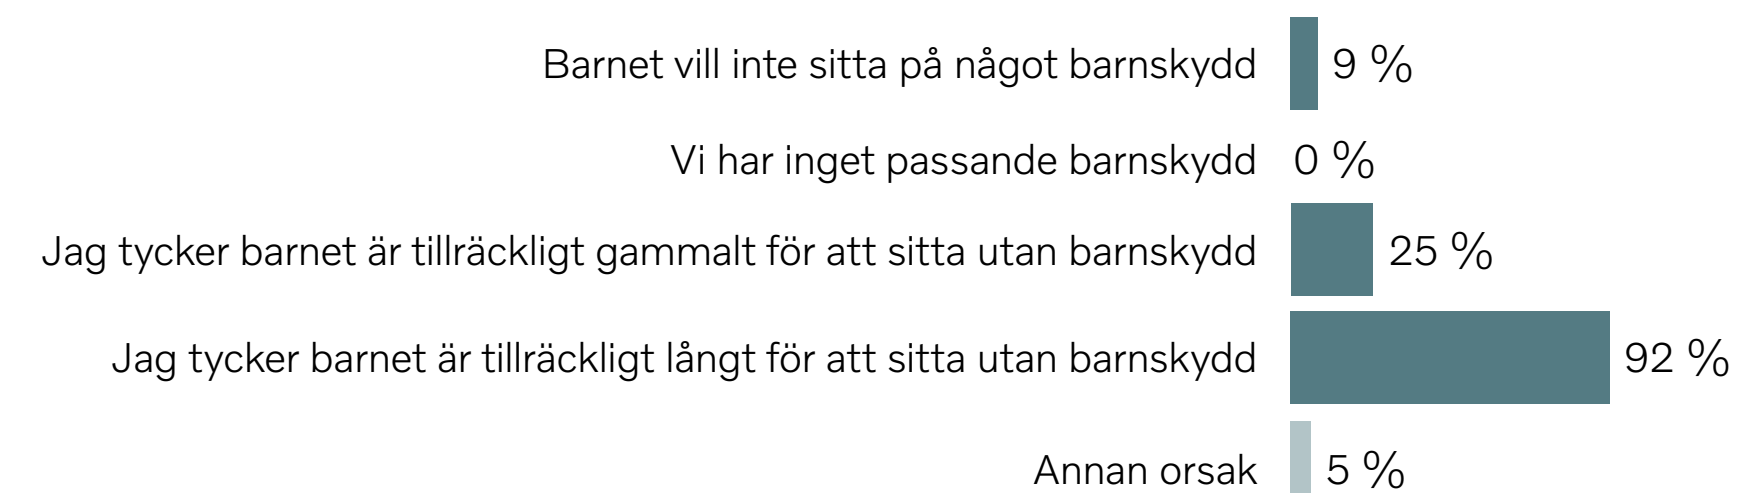 Barnet vill inte sitta på något barnskydd 9 %
Vi har inget passande barnskydd 0 %
Jag tycker barnet är tillräckligt gammalt för att sitta utan barnskydd 25 %
Jag tycker barnet är tillräckligt långt för att sitta utan barnskydd 92 %
Annan orsak 5 %